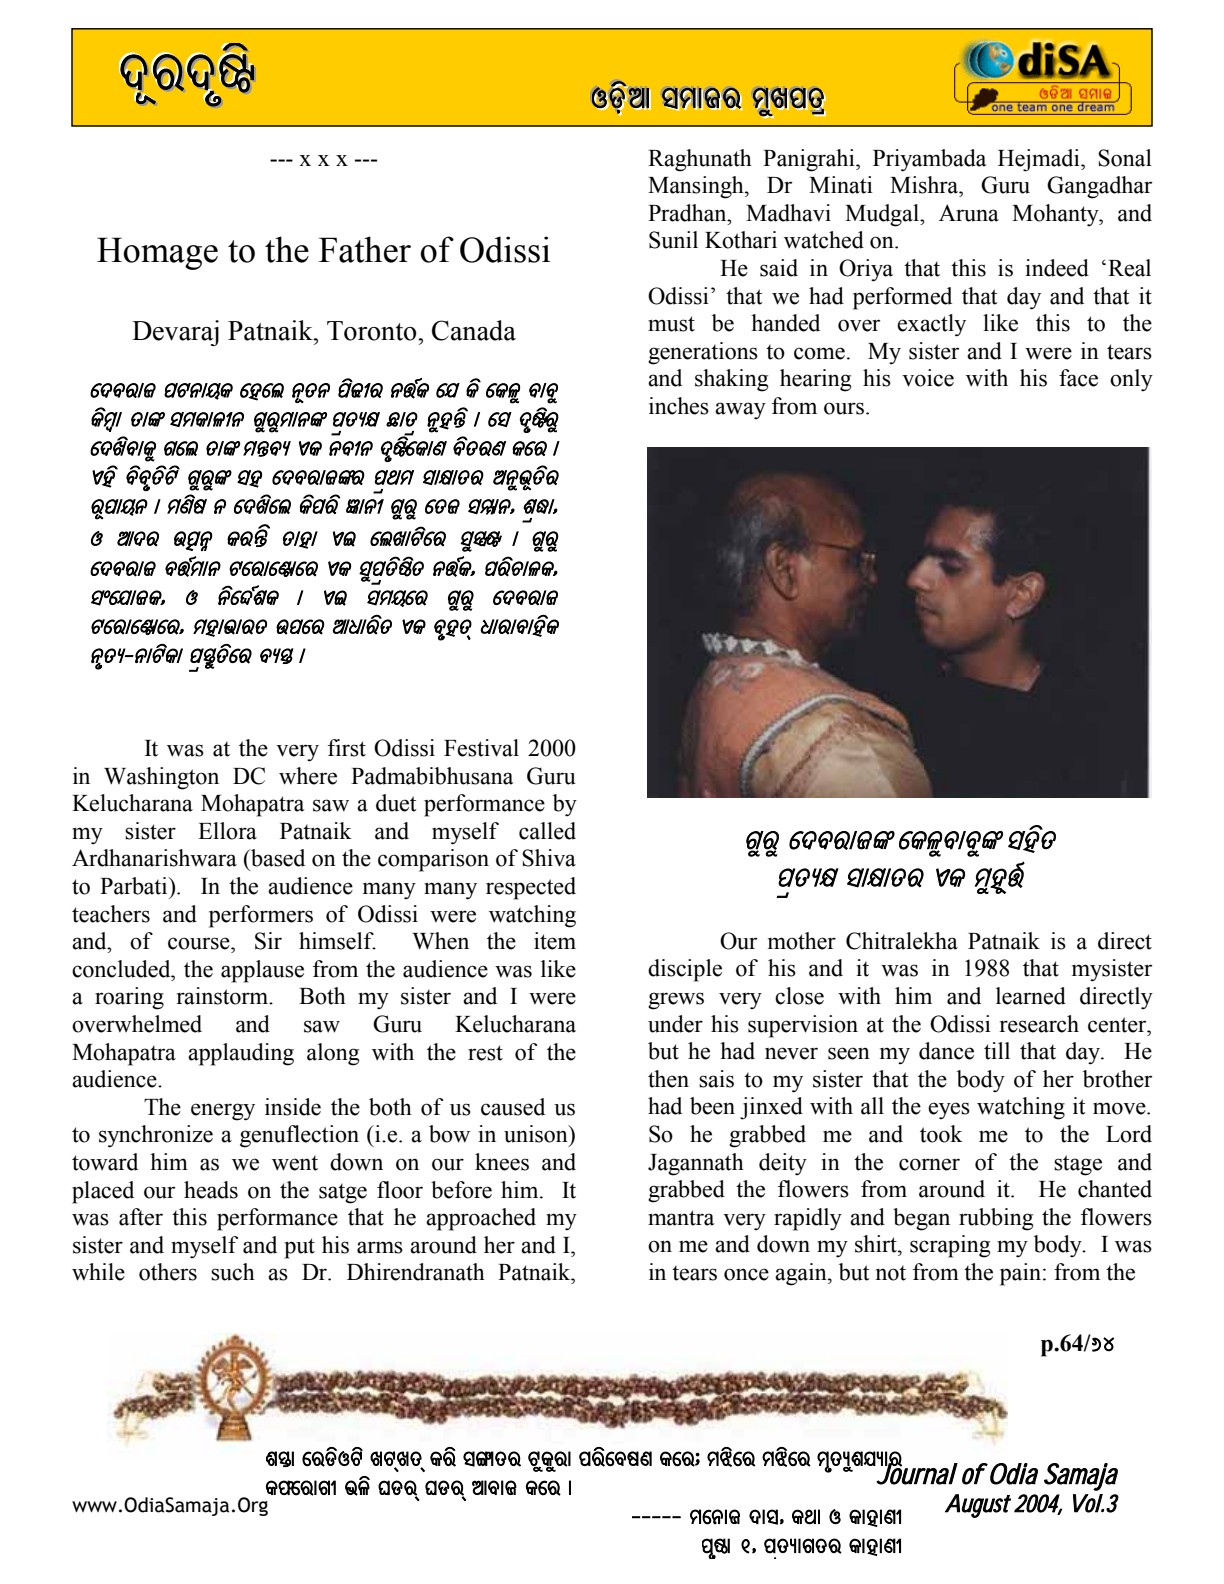 ଦୂରଦୃଷ୍ଟି
ଓଡ଼ିଆ ସମାଜର ମୁଖପତ୍ର
OdiSA
ଓଡିଆ ସମାଜ
one team one dream
--- x x x ---
Homage to the Father of Odissi
Devaraj Patnaik, Toronto, Canada
ଦେବରାଜ ପଟନାୟକ ହେଲେ ନୂତନ ପିଢୀର ନର୍ତ୍ତକ ଯେ କି କେଳୁ ବାବୁ
କିମ୍ବା ତାଙ୍କ ସମକାଳୀନ ଗୁରୁମାନଙ୍କ ପ୍ରତ୍ୟକ୍ଷ ଛାତ୍ର ନୁହନ୍ତି । ସେ ଦୃଷ୍ଟିରୁ
ଦେଖିବାକୁ ଗଲେ ତାଙ୍କ ମନ୍ତବ୍ୟ ଏକ ନବୀନ ଦୃଷ୍ଟିକୋଣ ବିତରଣ କରେ ।
ଏହି ବିବୃତିଟି ଗୁରୁଙ୍କ ସହ ଦେବରାଜଙ୍କର ପ୍ରଥମ ସାକ୍ଷାତର ଅନୁଭୂତିର
ରୂପାୟନ । ମଣିଷ ନ ଦେଖିଲେ କିପରି ଜ୍ଞାନୀ ଗୁରୁ ତେଜ ସମ୍ମାନ, ଶ୍ରଦ୍ଧା,
ଓ ଆଦର ଉତ୍ପନ୍ନ କରନ୍ତି ତାହା ଏଇ ଲେଖାଟିରେ ସୁସ୍ପଷ୍ଟ । ଗୁରୁ
ଦେବରାଜ ବର୍ତ୍ତମାନ ଟରୋଣ୍ଟୋରେ ଏକ ସୁପ୍ରତିଷ୍ଠିତ ନର୍ତ୍ତକ, ପରିଚାଳକ,
ସଂଯୋଜକ, ଓ ନିର୍ଦ୍ଦେଶକ । ଏଇ ସମୟରେ ଗୁରୁ ଦେବରାଜ
ଟରୋଣ୍ଟୋରେ, ମହାଭାରତ ଉପରେ ଆଧାରିତ ଏକ ବୃହତ୍ ଧାରାବାହିକ
ନୃତ୍ୟ-ନାଟିକା ପ୍ରସ୍ତୁତିରେ ବ୍ୟସ୍ତ ।
It was at the very first Odissi Festival 2000
in Washington DC where Padmabibhusana Guru
Kelucharana Mohapatra saw a duet performance by
my sister Ellora Patnaik and myself called
Ardhanarishwara (based on the comparison of Shiva
to Parbati). In the audience many many respected
teachers and performers of Odissi were watching
and, of course, Sir himself. When the item
concluded, the applause from the audience was like
a roaring rainstorm. Both my sister and I were
overwhelmed and saw Guru Kelucharana
Mohapatra applauding along with the rest of the
audience.
The energy inside the both of us caused us
to synchronize a genuflection (i.e. a bow in unison)
toward him as we went down on our knees and
placed our heads on the satge floor before him. It
was after this performance that he approached my
sister and myself and put his arms around her and I,
while others such as Dr. Dhirendranath Patnaik,
Raghunath Panigrahi, Priyambada Hejmadi, Sonal
Mansingh, Dr Minati Mishra, Guru Gangadhar
Pradhan, Madhavi Mudgal, Aruna Mohanty, and
Sunil Kothari watched on.
He said in Oriya that this is indeed ‘Real
Odissi’ that we had performed that day and that it
must be handed over exactly like this to the
generations to come. My sister and I were in tears
and shaking hearing his voice with his face only
inches away from ours.
ଗୁରୁ ଦେବରାଜଙ୍କ କେଳୁବାବୁଙ୍କ ସହିତ
ପ୍ରତ୍ୟକ୍ଷ ସାକ୍ଷାତର ଏକ ମୁହୂର୍ତ୍ତ
Our mother Chitralekha Patnaik is a direct
disciple of his and it was in 1988 that mysister
grews very close with him and learned directly
under his supervision at the Odissi research center,
but he had never seen my dance till that day. He
then sais to my sister that the body of her brother
had been jinxed with all the eyes watching it move.
So he grabbed me and took me to the Lord
Jagannath deity in the corner of the stage and
grabbed the flowers from around it. He chanted
mantra very rapidly and began rubbing the flowers
on me and down my shirt, scraping my body. I was
in tears once again, but not from the pain: from the
p.64/୬୪
ଶସ୍ତା ରେଡିଓଟି ଖଟ୍‌ଖଡ୍ କରି ସଙ୍ଗୀତର ଟୁକୁରା ପରିବେଷଣ କରେ; ମଝିରେ ମଝିରେ ମୃତ୍ୟୁଶଯ୍ୟାର
କଫରୋଗୀ ଭଳି ଘଡର୍ ଘଡର୍ ଆବାଜ କରେ ।
----- ମନୋଜ ଦାସ, କଥା ଓ କାହାଣୀ
ପୃଷ୍ଠା ୧, ପ୍ରତ୍ୟାଗତର କାହାଣୀ
www.OdiaSamaja.Org
Journal of Odia Samaja
August 2004, Vol.3